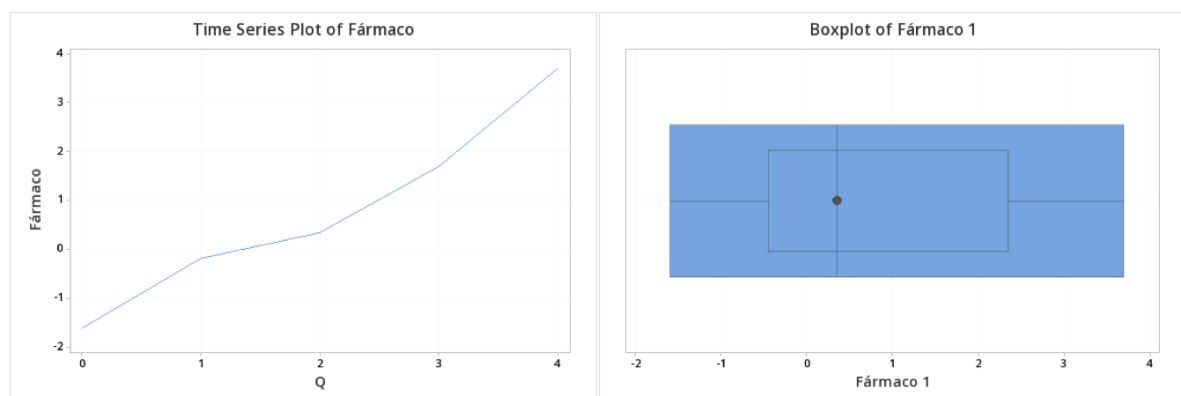 Time Series Plot of Fármaco
4
3
2
1
0
-1
-2
Fármaco
0 1 2 3 4
Q
Boxplot of Fármaco 1
-2 -1 0 1 2 3 4
Fármaco 1